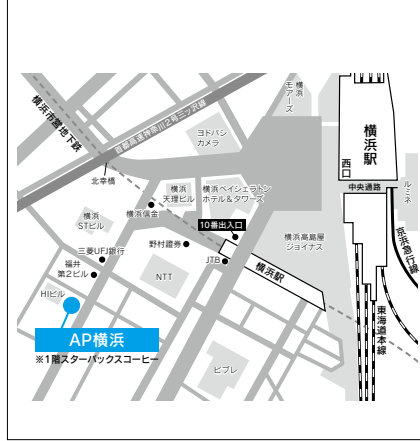 横浜
モアーズ
首都高速神奈川2号三ツ沢線
横浜市営地下鉄
ヨドバシ
カメラ
横浜駅
西口
中央通路
ルミネ
北幸橋
横浜
天理ビル
横浜ベイシェラトン
ホテル&タワーズ
横浜信金
横浜
STビル
10番出入口
野村證券
横浜高島屋
ジョイナス
京浜急行線
三菱UFJ銀行
福井
第2ビル
JTB
横浜駅
NTT
HIビル
東海道本線
AP横浜
※1階スターバックスコーヒー
ビブレ